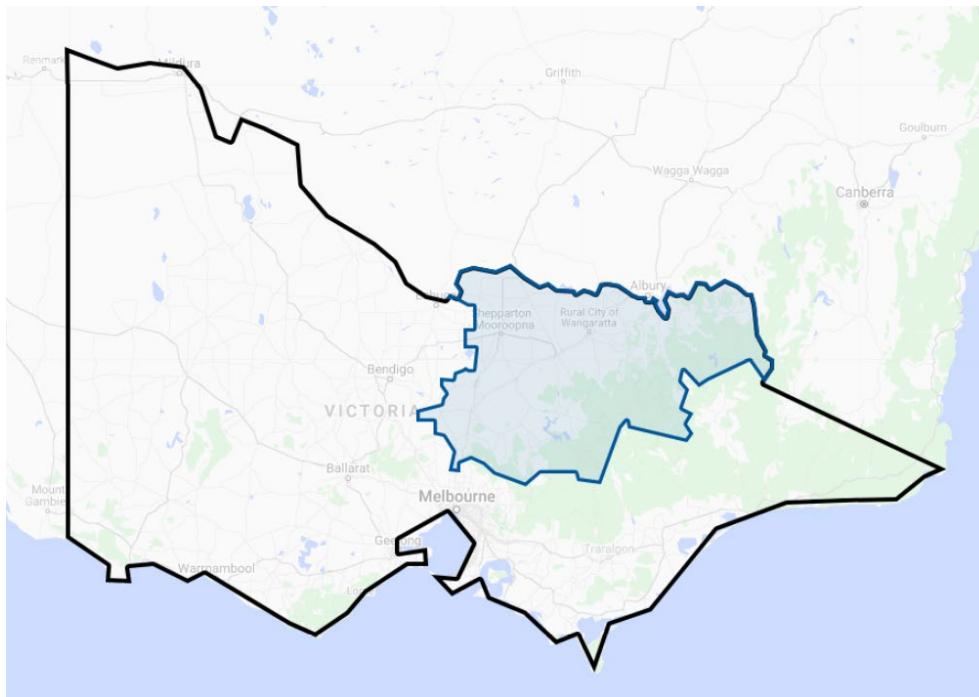 Renmark
Mildura
Griffith
Goulburn
Wagga Wagga
Canberra
Albury
Shepparton
Mooroopna
Rural City of
Wangaratta
Bendigo
VICTORIA
Ballarat
Melbourne
Mount
Gambier
Geelong
Traralgon
Warrnambool